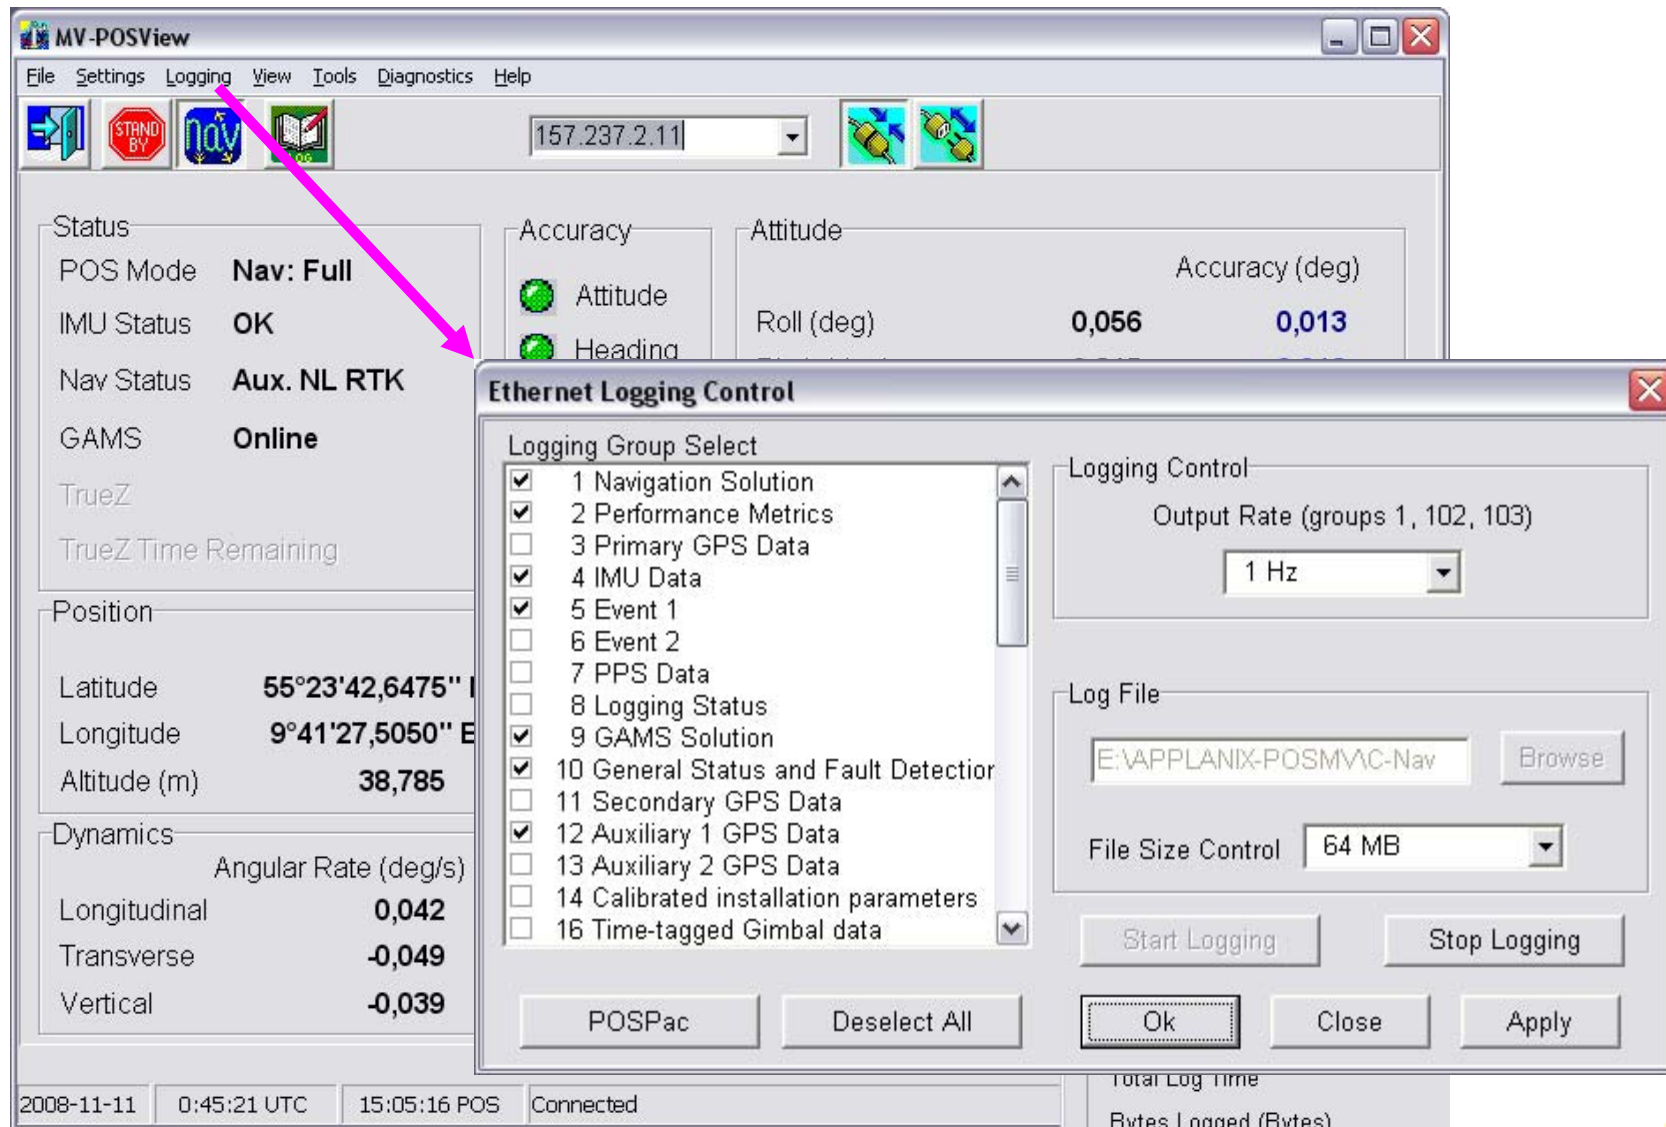 MV-POSView
File Settings Logging View Tools Diagnostics Help
STAND BY nav LOG 157.237.2.11
Status
POS Mode Nav: Full
IMU Status OK
Nav Status Aux. NL RTK
GAMS Online
TrueZ
TrueZ Time Remaining
Accuracy
Attitude
Heading
Attitude
Accuracy (deg)
Roll (deg) 0,056 0,013
Position
Latitude 55°23'42,6475"
Longitude 9°41'27,5050" E
Altitude (m) 38,785
Dynamics
Angular Rate (deg/s)
Longitudinal 0,042
Transverse -0,049
Vertical -0,039
Ethernet Logging Control
Logging Group Select
1 Navigation Solution
2 Performance Metrics
3 Primary GPS Data
4 IMU Data
5 Event 1
6 Event 2
7 PPS Data
8 Logging Status
9 GAMS Solution
10 General Status and Fault Detection
11 Secondary GPS Data
12 Auxiliary 1 GPS Data
13 Auxiliary 2 GPS Data
14 Calibrated installation parameters
16 Time-tagged Gimbal data
POSPac Deselect All
Logging Control
Output Rate (groups 1, 102, 103)
1 Hz
Log File
E:\APPLANIX-POSMV\C-Nav Browse
File Size Control 64 MB
Start Logging Stop Logging
Ok Close Apply
Total Log Time
Bytes Logged (Bytes)
2008-11-11 0:45:21 UTC 15:05:16 POS Connected